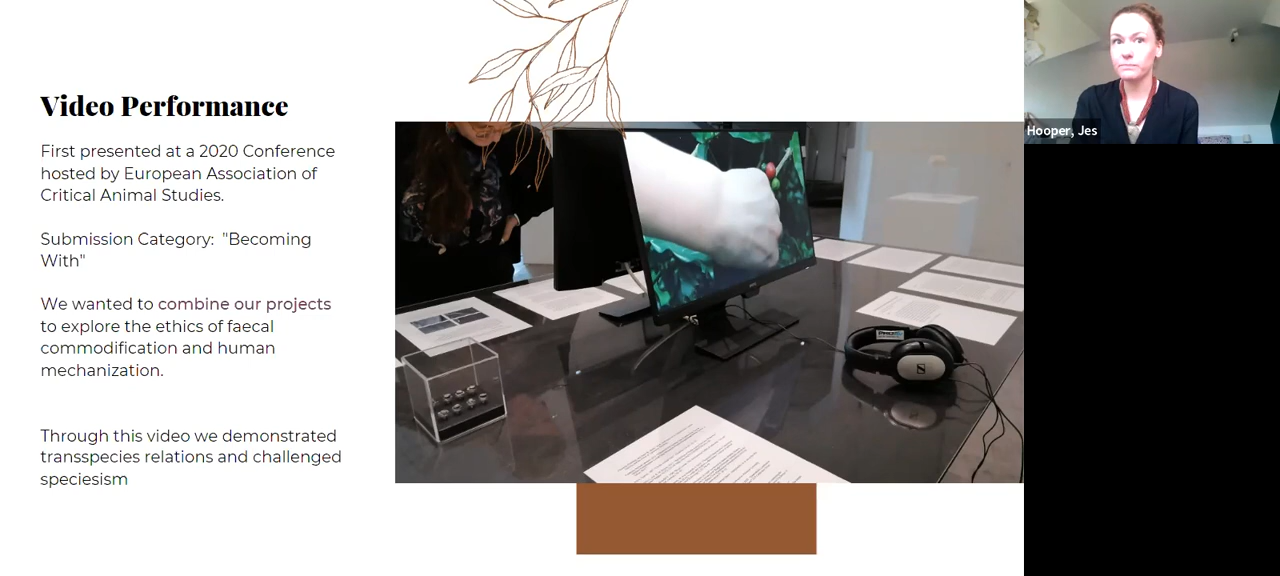 Video Performance
First presented at a 2020 Conference
hosted by European Association of
Critical Animal Studies.
Submission Category: "Becoming
With"
We wanted to combine our projects
to explore the ethics of faecal
commodification and human
mechanization.
Through this video we demonstrated
transspecies relations and challenged
speciesism
Hooper, Jes